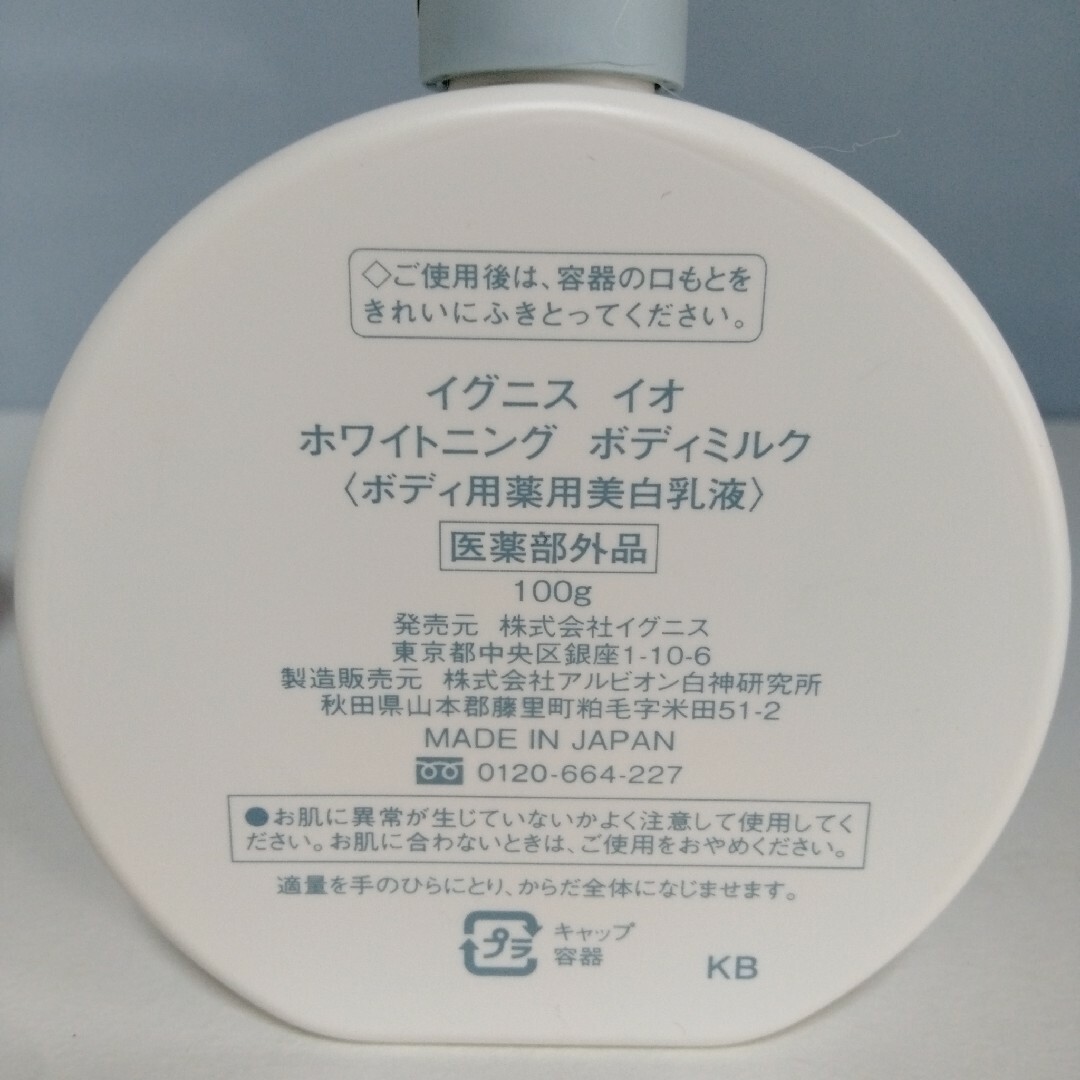 ◇ご使用後は、容器の口もとを
きれいにふきとってください。
イグニス イオ
ホワイトニング ボディミルク
〈ボディ用薬用美白乳液〉
医薬部外品
100g
発売元 株式会社イグニス
東京都中央区銀座1-10-6
製造販売元 株式会社アルビオン白神研究所
秋田県山本郡藤里町粕毛字米田51-2
MADE IN JAPAN
0120-664-227
●お肌に異常が生じていないかよく注意して使用してく
ださい。お肌に合わないときは、ご使用をおやめください。
適量を手のひらにとり、からだ全体になじませます。
プラ キャップ
容器
KB